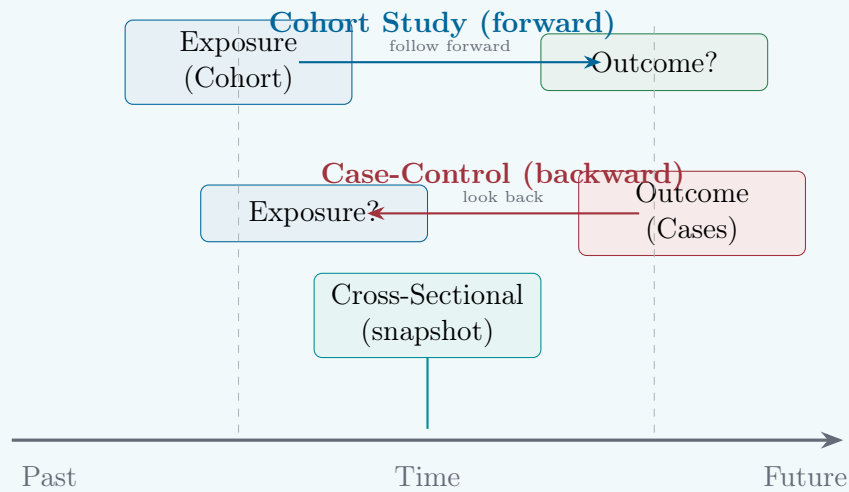 Cohort Study (forward)
Exposure
(Cohort)
follow forward
Outcome?
Case-Control (backward)
Exposure?
look back
Outcome
(Cases)
Cross-Sectional
(snapshot)
Past
Time
Future